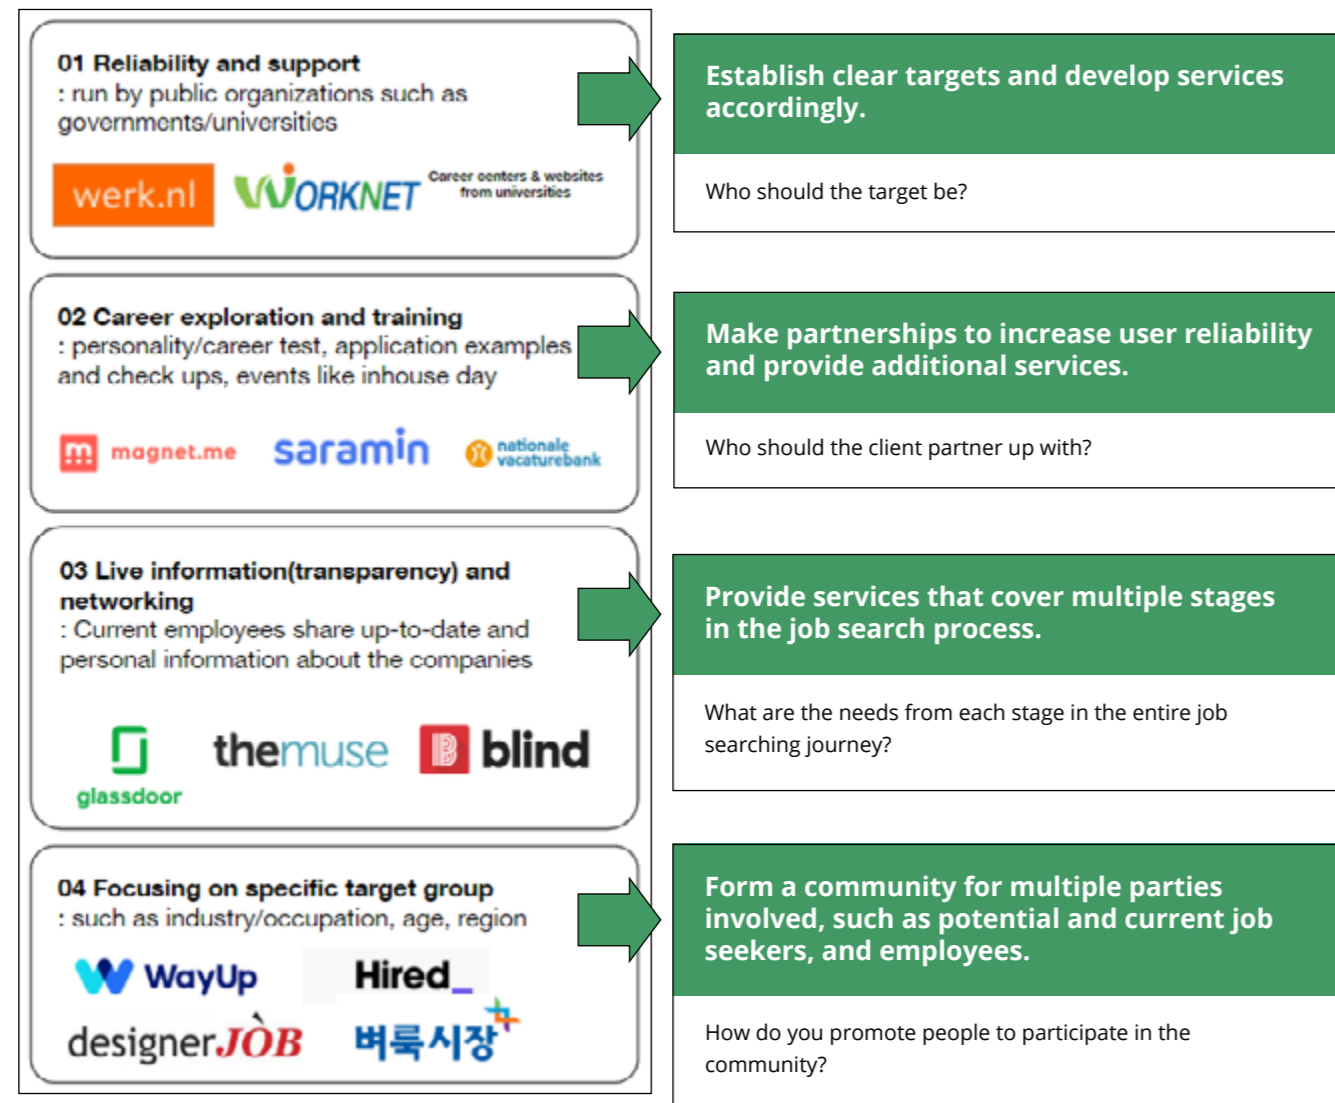 01 Reliability and support
: run by public organizations such as
governments/universities
werk.nl
WORKNET
Career centers & websites
from universities
Establish clear targets and develop services
accordingly.
Who should the target be?
02 Career exploration and training
: personality/career test, application examples
and check ups, events like inhouse day
m.
magnet.me
saramin
nationale
vacaturebank
Make partnerships to increase user reliability
and provide additional services.
Who should the client partner up with?
03 Live information(transparency) and
networking
: Current employees share up-to-date and
personal information about the companies
glassdoor
themuse
B
blind
Provide services that cover multiple stages
in the job search process.
What are the needs from each stage in the entire job
searching journey?
04 Focusing on specific target group
: such as industry/occupation, age, region
WayUp
Hired_
designerJÒB
벼룩시장
Form a community for multiple parties
involved, such as potential and current job
seekers, and employees.
How do you promote people to participate in the
community?